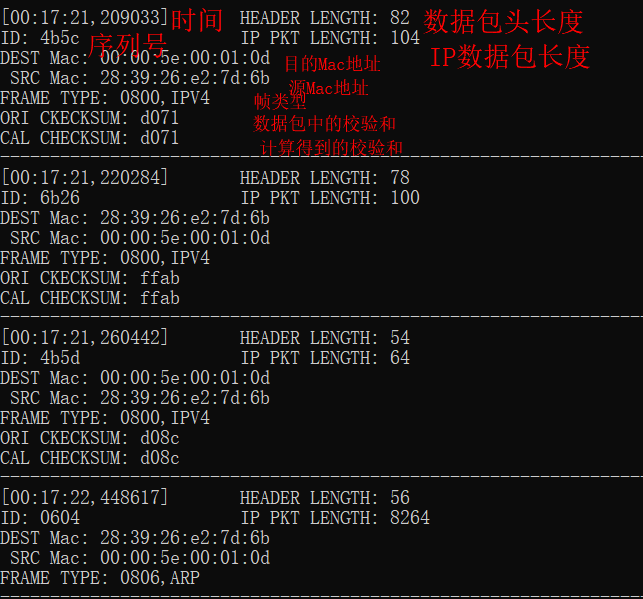 [00:17:21,209033] 时间 HEADER LENGTH: 82 数据包头长度
ID: 4b5c 序列号 IP PKT LENGTH: 104 IP数据包长度
DEST Mac: 00:00:5e:00:01:0d 目的Mac地址
SRC Mac: 28:39:26:e2:7d:6b 源Mac地址
FRAME TYPE: 0800,IPV4 帧类型
ORI CKECKSUM: d071 数据包中的校验和
CAL CHECKSUM: d071 计算得到的校验和
[00:17:21,220284] HEADER LENGTH: 78
ID: 6b26 IP PKT LENGTH: 100
DEST Mac: 28:39:26:e2:7d:6b
SRC Mac: 00:00:5e:00:01:0d
FRAME TYPE: 0800,IPV4
ORI CKECKSUM: ffab
CAL CHECKSUM: ffab
[00:17:21,260442] HEADER LENGTH: 54
ID: 4b5d IP PKT LENGTH: 64
DEST Mac: 00:00:5e:00:01:0d
SRC Mac: 28:39:26:e2:7d:6b
FRAME TYPE: 0800,IPV4
ORI CKECKSUM: d08c
CAL CHECKSUM: d08c
[00:17:22,448617] HEADER LENGTH: 56
ID: 0604 IP PKT LENGTH: 8264
DEST Mac: 28:39:26:e2:7d:6b
SRC Mac: 00:00:5e:00:01:0d
FRAME TYPE: 0806,ARP